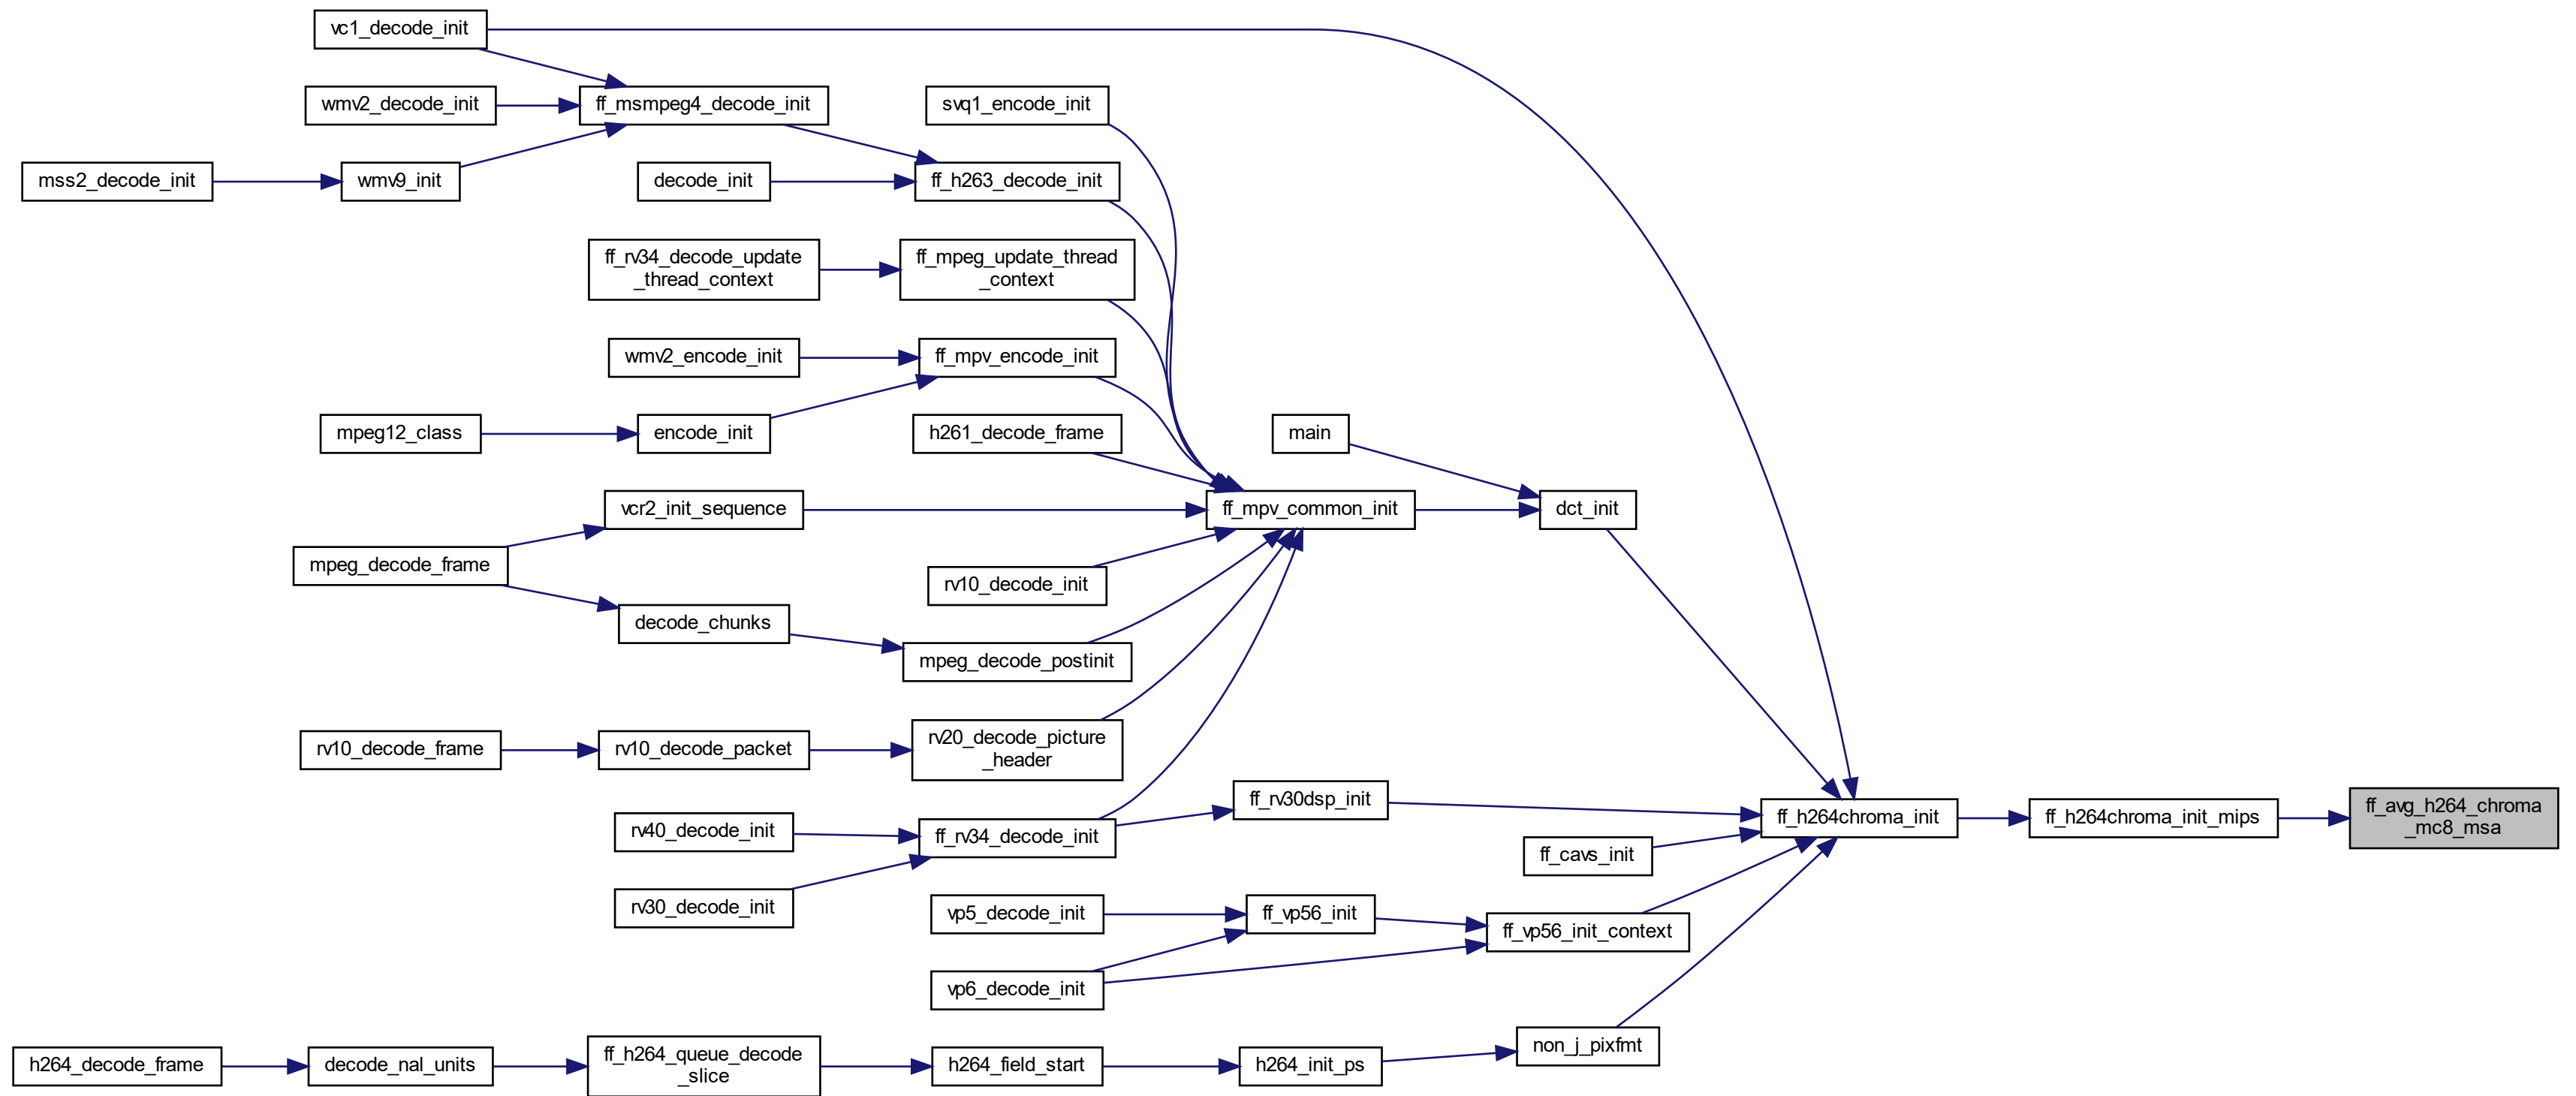 vc1_decode_init
wmv2_decode_init
ff_msmpeg4_decode_init
svq1_encode_init
mss2_decode_init
wmv9_init
decode_init
ff_h263_decode_init
ff_rv34_decode_update
_thread_context
ff_mpeg_update_thread
_context
wmv2_encode_init
ff_mpv_encode_init
mpeg12_class
encode_init
h261_decode_frame
main
vcr2_init_sequence
ff_mpv_common_init
dct_init
mpeg_decode_frame
rv10_decode_init
decode_chunks
mpeg_decode_postinit
rv10_decode_frame
rv10_decode_packet
rv20_decode_picture
_header
ff_rv30dsp_init
rv40_decode_init
ff_rv34_decode_init
ff_h264chroma_init
ff_h264chroma_init_mips
ff_avg_h264_chroma
_mc8_msa
ff_cavs_init
rv30_decode_init
vp5_decode_init
ff_vp56_init
ff_vp56_init_context
vp6_decode_init
non_j_pixfmt
h264_decode_frame
decode_nal_units
ff_h264_queue_decode
_slice
h264_field_start
h264_init_ps